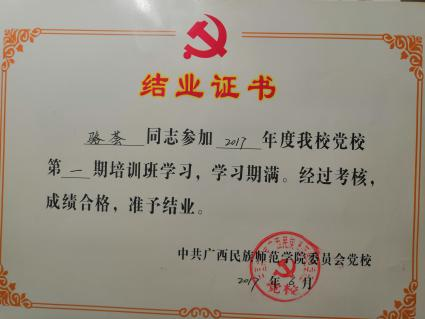 结业证书
骆荟 同志参加 2017 年度我校党校
第 一 期培训班学习，学习期满。经过考核，
成绩合格，准予结业。
中共广西民族师范学院委员会党校
2017 年 6 月